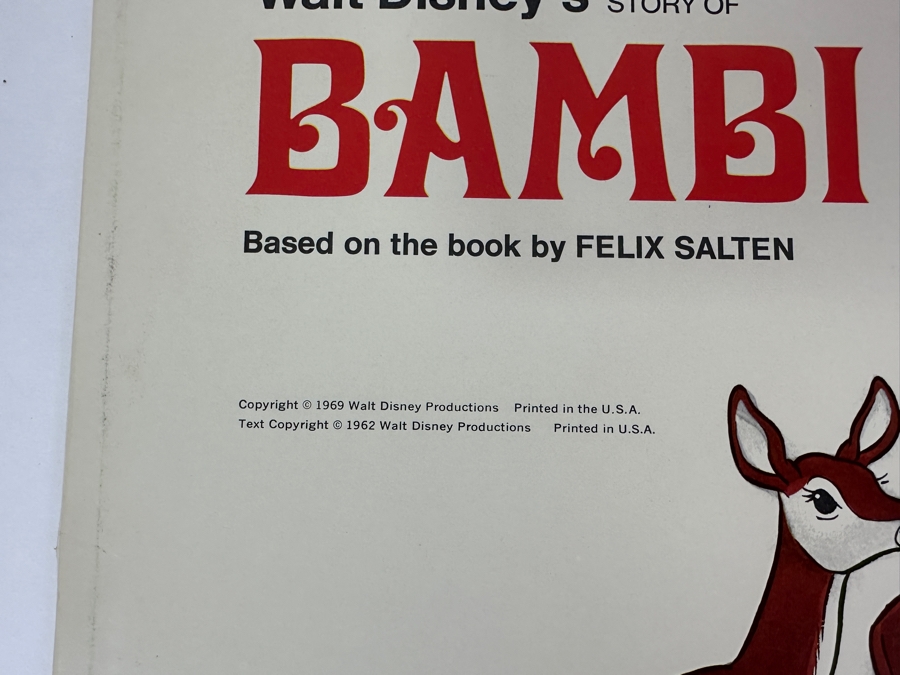 Walt Disney's STORY OF
BAMBI
Based on the book by FELIX SALTEN
Copyright © 1969 Walt Disney Productions Printed in the U.S.A.
Text Copyright © 1962 Walt Disney Productions Printed in U.S.A.